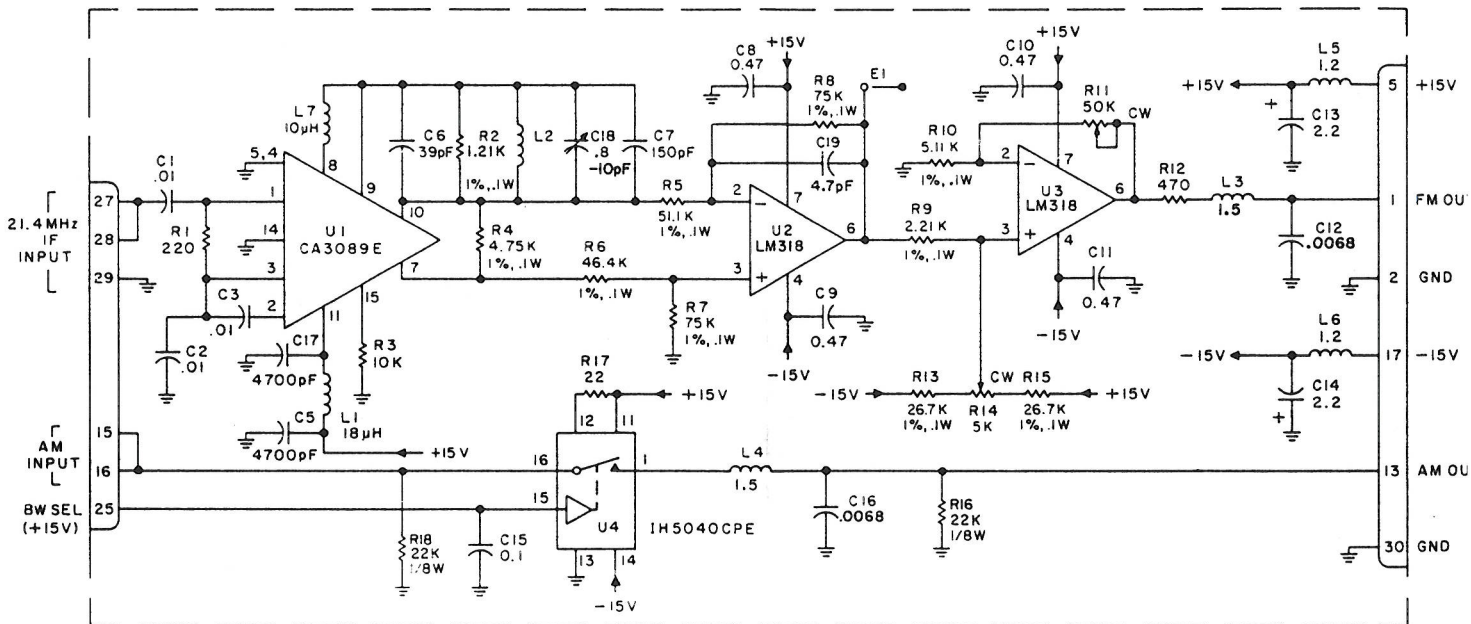 21.4MHz
IF
INPUT
27
28
29
C1
.01
R1
220
C2
.01
C3
.01
5,4
1
14
3
2
U1
CA3089E
8
9
10
7
15
11
L7
10μH
C6
39pF
R2
1.21K
1%,.1W
L2
C18
.8
-10pF
C7
150pF
R4
4.75K
1%,.1W
R5
51.1K
1%,.1W
R6
46.4K
1%,.1W
R7
75K
1%,.1W
R3
10K
C17
4700pF
C5
4700pF
L1
18μH
+15V
C8
0.47
+15V
R8
75K
1%,.1W
C19
4.7pF
E1
2
3
U2
LM318
7
6
4
C9
0.47
-15V
R9
2.21K
1%,.1W
R10
5.11K
1%,.1W
C10
0.47
+15V
R11
50K
CW
2
3
U3
LM318
7
6
4
C11
0.47
-15V
R12
470
L3
1.5
C12
.0068
-15V
R13
26.7K
1%,.1W
CW
R14
5K
R15
26.7K
1%,.1W
+15V
L5
1.2
+15V
+
C13
2.2
L6
1.2
-15V
C14
2.2
+
5
+15V
1
FM OU
2
GND
17
-15V
13
AM OU
30
GND
AM
INPUT
15
16
BW SEL
(+15V)
25
R18
22K
1/8W
C15
0.1
R17
22
+15V
12
11
16
1
15
U4
IH5040CPE
13
14
-15V
L4
1.5
C16
.0068
R16
22K
1/8W